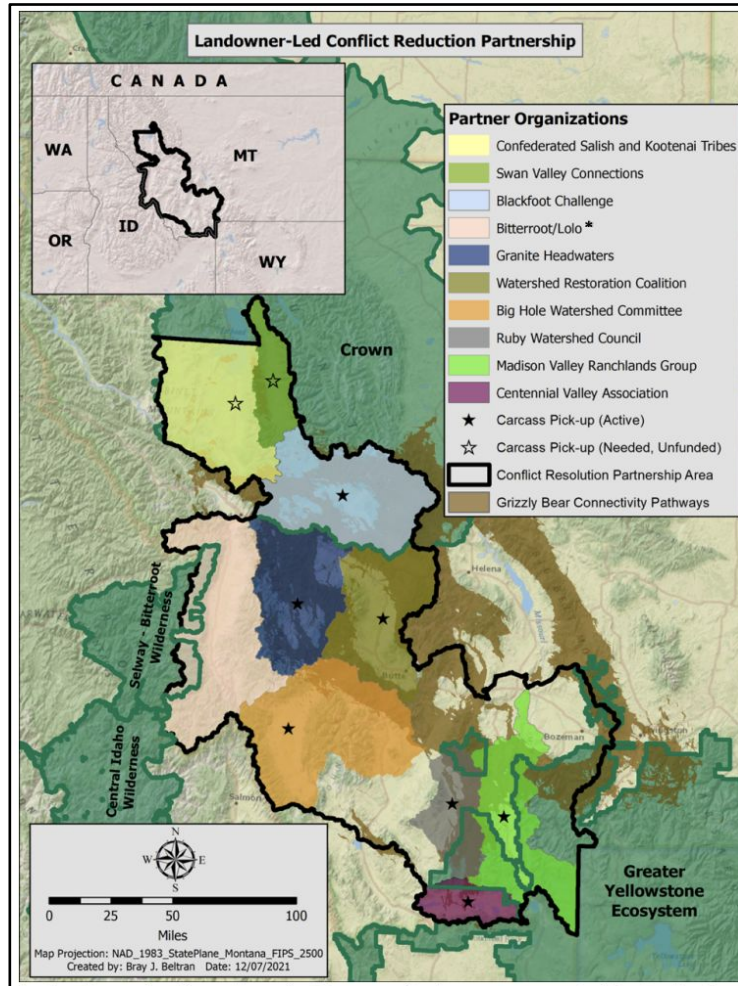 Landowner-Led Conflict Reduction Partnership
CANADA
WA
MT
OR
ID
WY
Partner Organizations
Confederated Salish and Kootenai Tribes
Swan Valley Connections
Blackfoot Challenge
Bitterroot/Lolo *
Granite Headwaters
Watershed Restoration Coalition
Big Hole Watershed Committee
Ruby Watershed Council
Madison Valley Ranchlands Group
Centennial Valley Association
Carcass Pick-up (Active)
Carcass Pick-up (Needed, Unfunded)
Conflict Resolution Partnership Area
Grizzly Bear Connectivity Pathways
Crown
Helena
Selway - Bitterroot
Wilderness
Butte
Bozeman
Central Idaho
Wilderness
Salmon
Greater
Yellowstone
Ecosystem
N
W E
S
0 25 50 100
Miles
Map Projection: NAD_1983_StatePlane_Montana_FIPS_2500
Created by: Bray J. Beltran Date: 12/07/2021